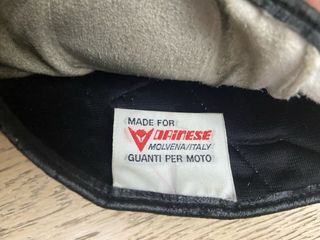 MADE FOR
DAINESE
MOLVENA/ITALY
GUANTI PER MOTO